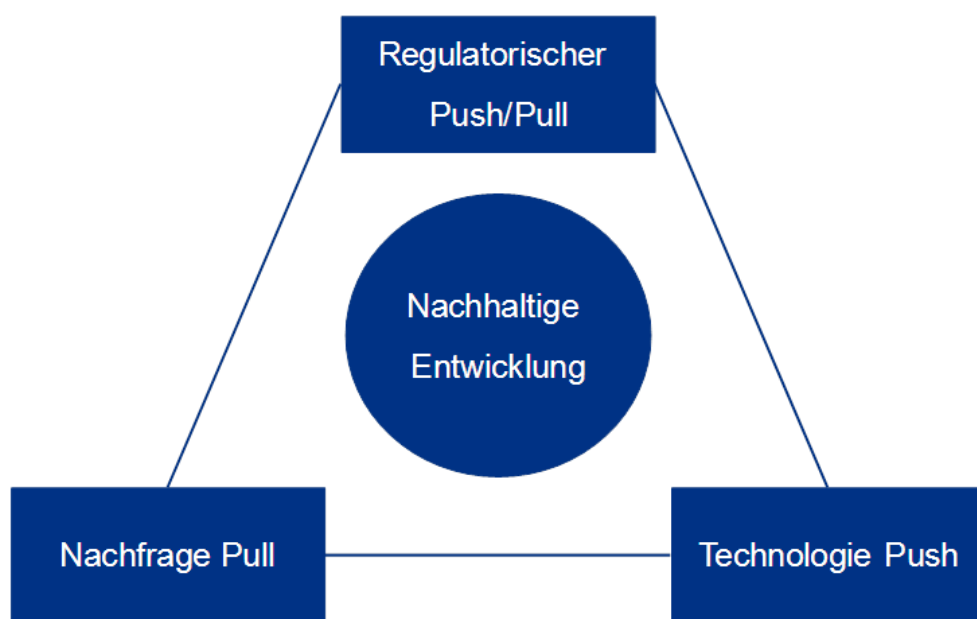 Regulatorischer
Push/Pull
Nachhaltige
Entwicklung
Nachfrage Pull
Technologie Push